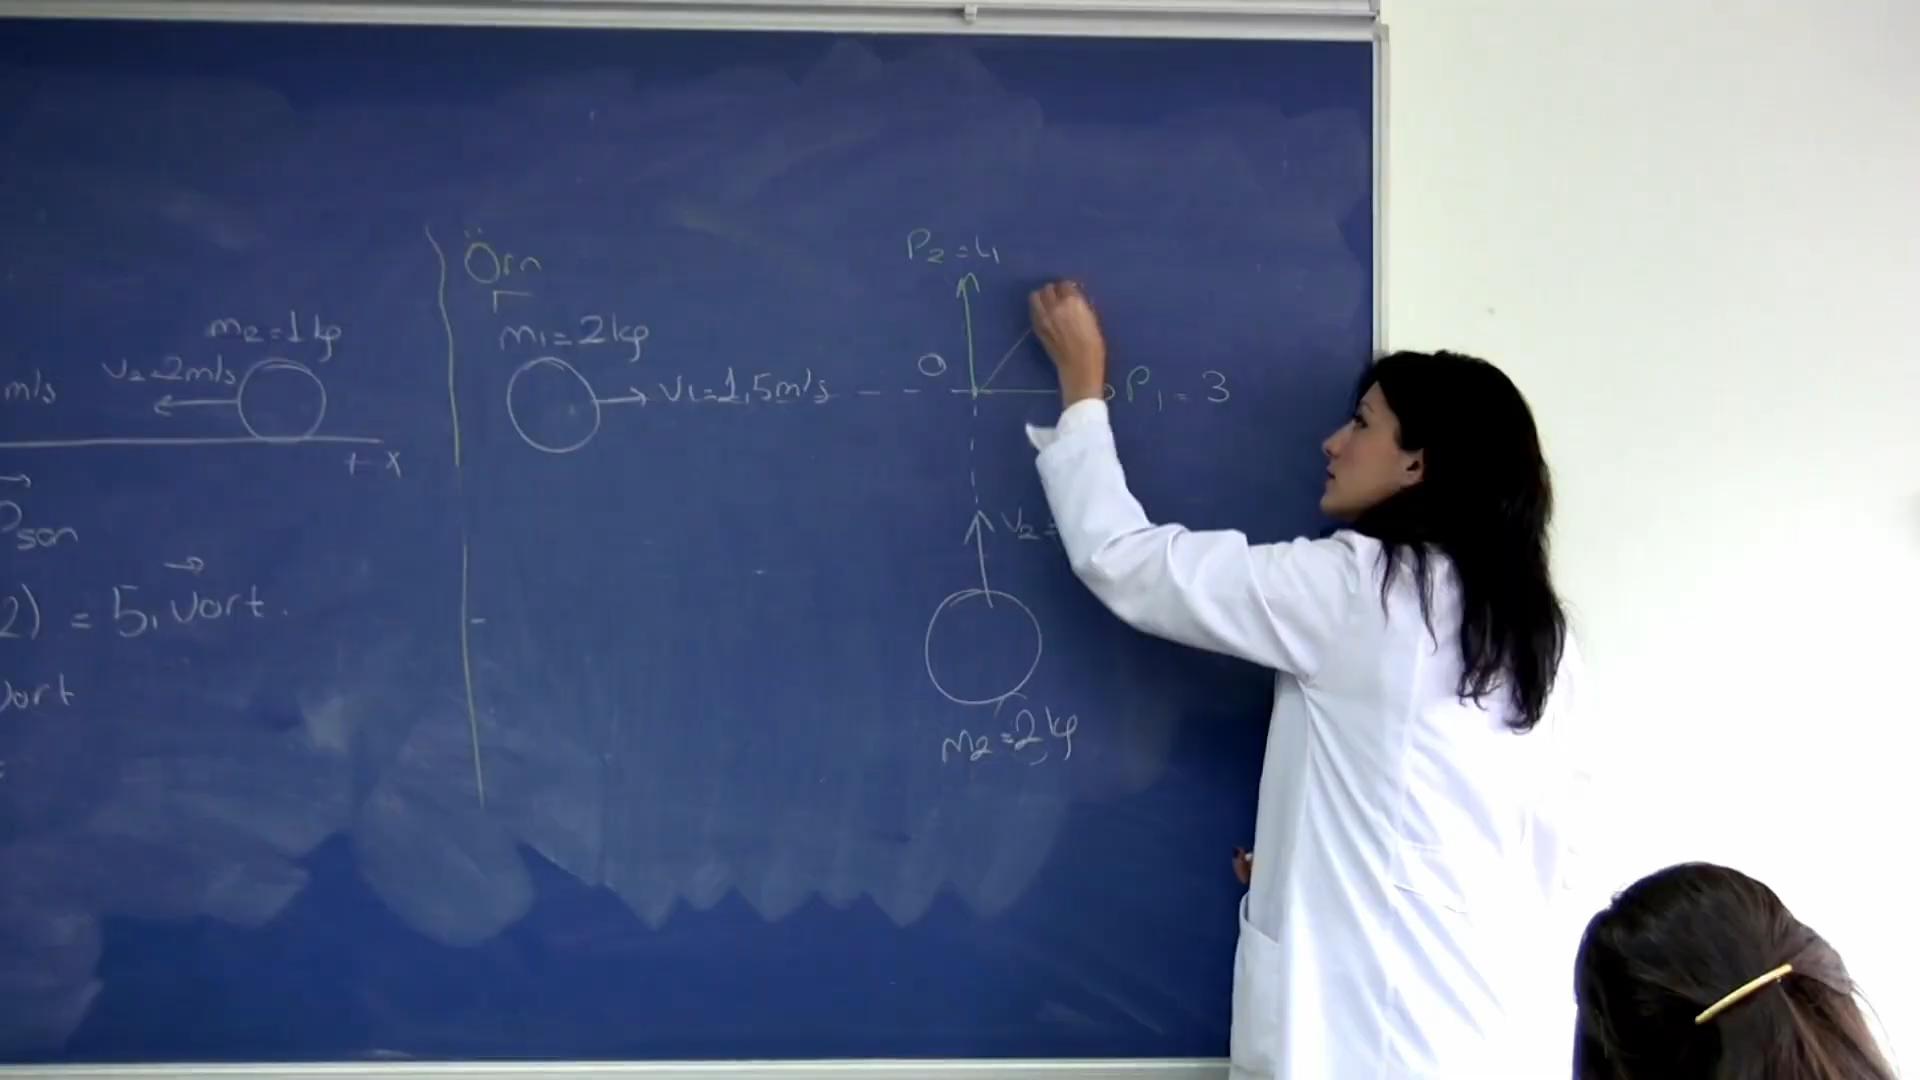 m/s
v₂=2m/s
m₂=1kg
+ x
Pson
2) = 5.vort.
vort
=
Örn
m₁=2kg
v₁=1,5m/s
P₂=4
O
P₁=3
v₂=
m₂=2kg